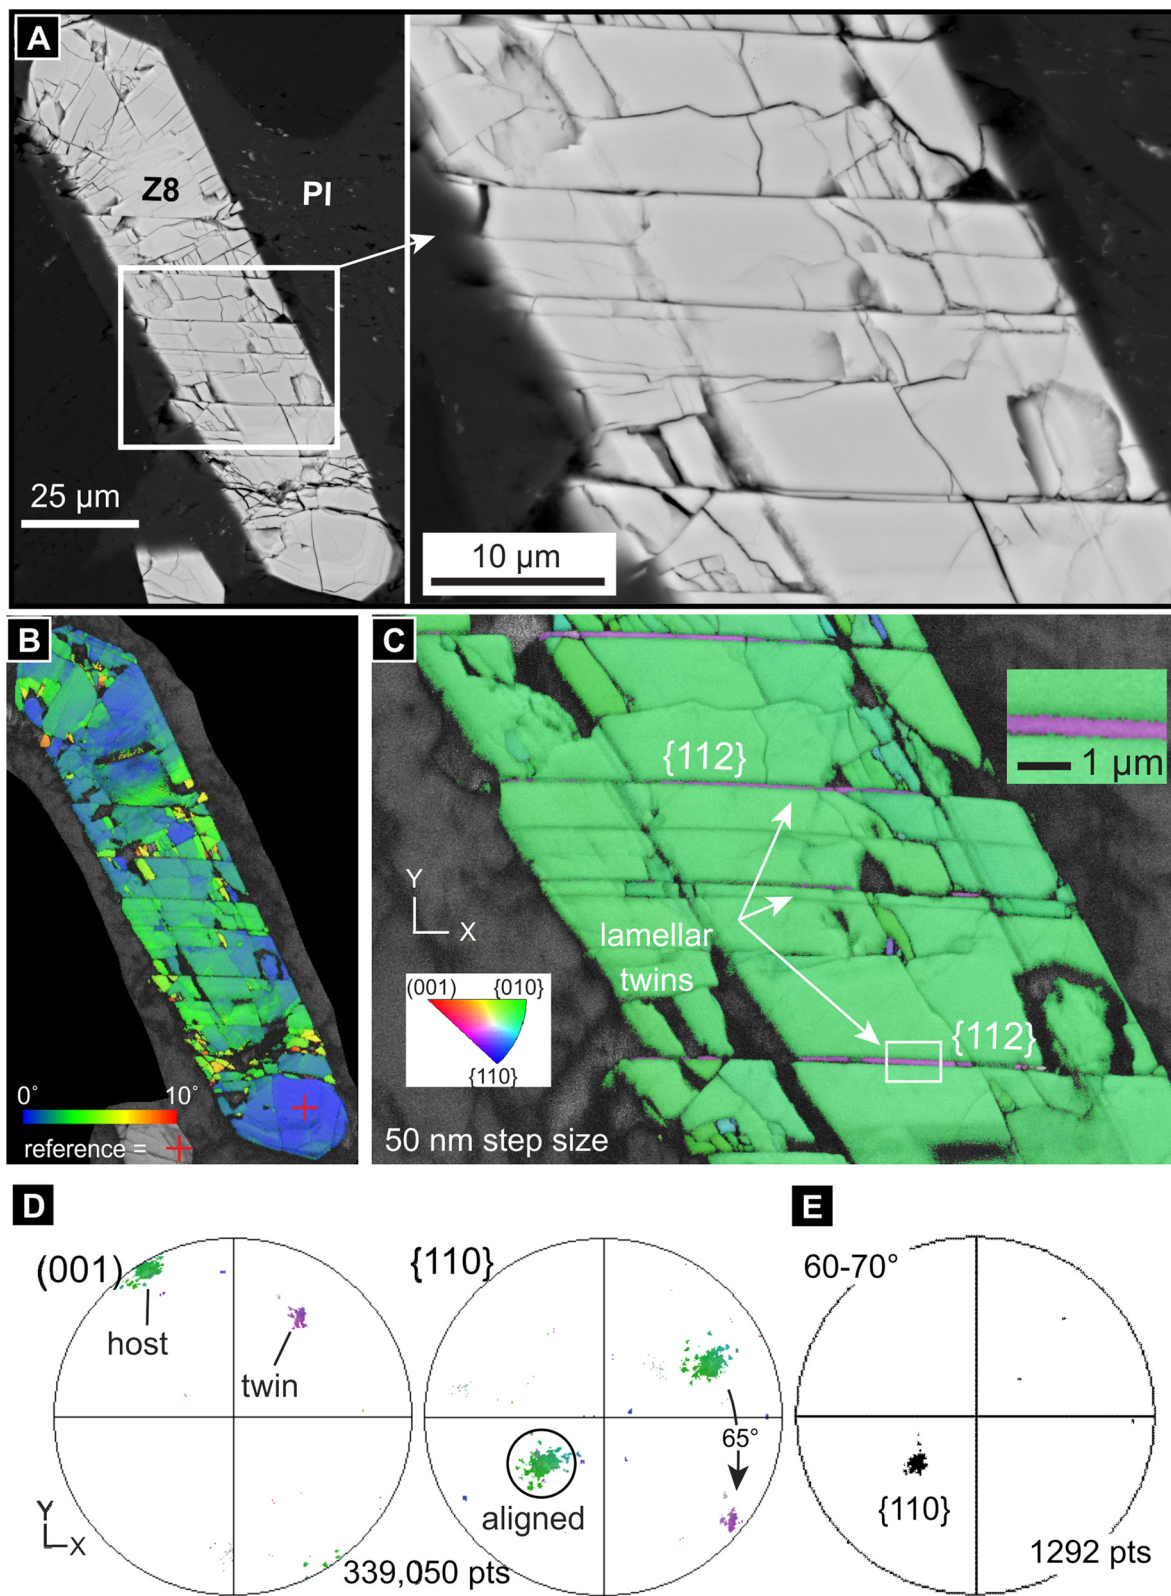 A
Z8
Pl
25 µm
10 µm
B
0°
10°
reference =
C
{112}
1 µm
Y
X
lamellar
twins
(001)
{010}
{110}
{112}
50 nm step size
D
(001)
host
twin
Y
X
339,050 pts
{110}
65°
aligned
E
60-70°
{110}
1292 pts